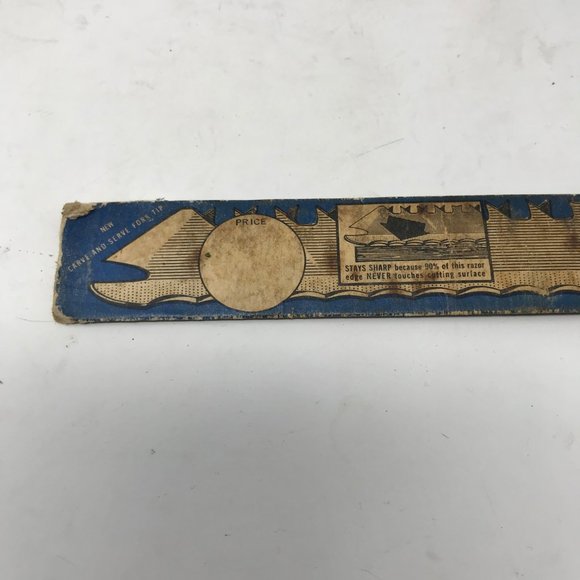 NEW
CARVE AND SERVE FORK TIP
PRICE
STAYS SHARP because 90% of this razor
edge NEVER touches cutting surface